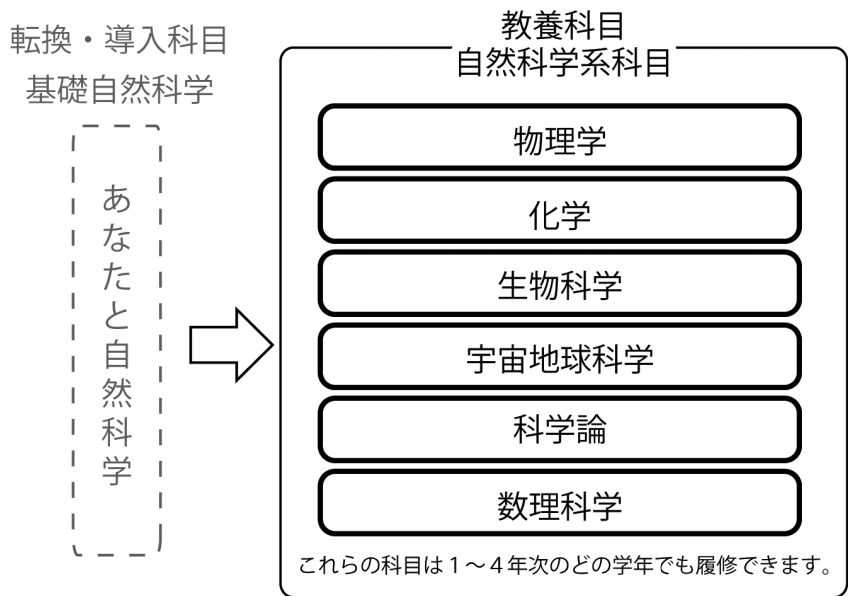 転換・導入科目
基礎自然科学
あなたと自然科学
教養科目
自然科学系科目
物理学
化学
生物科学
宇宙地球科学
科学論
数理科学
これらの科目は1～4年次のどの学年でも履修できます。